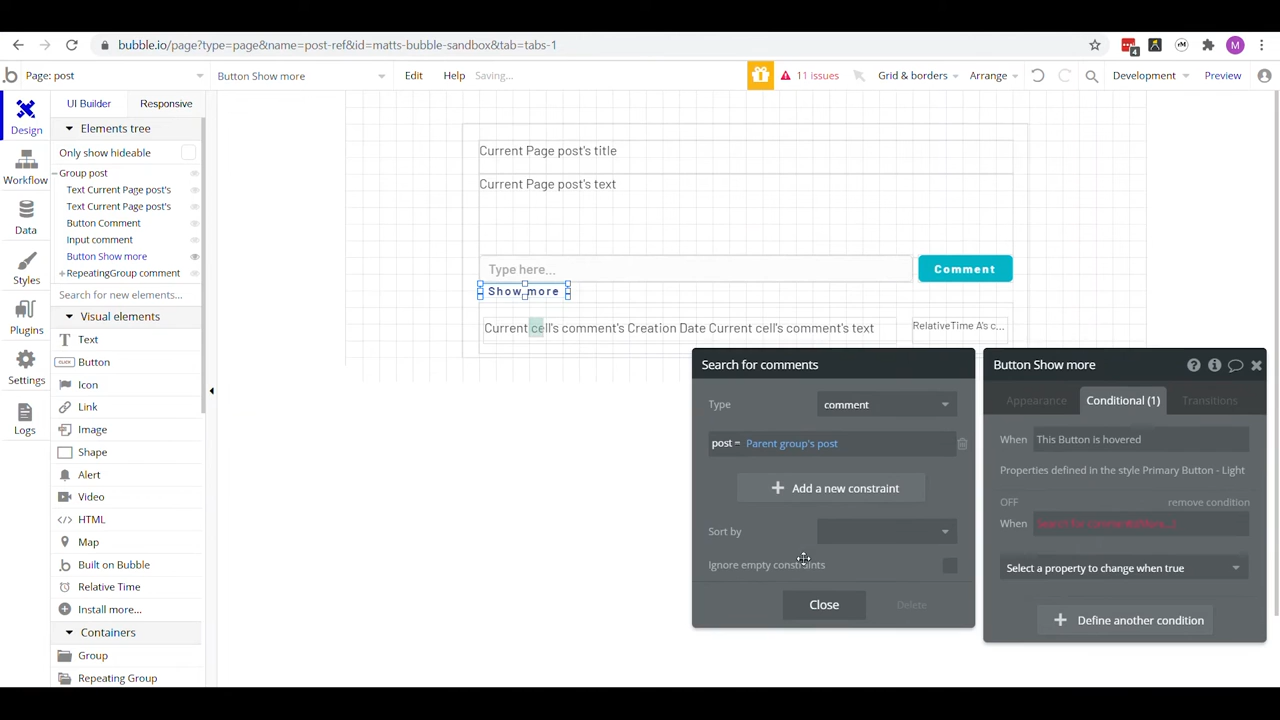 bubble.io/page?type=page&name=post-ref&id=matts-bubble-sandbox&tab=tabs-1
4
M
Page: post
Button Show more
Edit
Help
Saving...
11 issues
Grid & borders
Arrange
Development
Preview
Design
Workflow
Data
Styles
Plugins
Settings
Logs
UI Builder
Responsive
Elements tree
Only show hideable
Group post
Text Current Page post's
Text Current Page post's
Button Comment
Input comment
Button Show more
RepeatingGroup comment
Search for new elements...
Visual elements
Text
CLICK
Button
Icon
Link
Image
Shape
Alert
Video
HTML
Map
Built on Bubble
Relative Time
Install more...
Containers
Group
Repeating Group
Current Page post's title
Current Page post's text
Type here...
Comment
Show more
Current cell's comment's Creation Date Current cell's comment's text
RelativeTime A's c...
Search for comments
Type
comment
post = Parent group's post
Add a new constraint
Sort by
Ignore empty constraints
Close
Delete
Button Show more
Appearance
Conditional (1)
Transitions
When
This Button is hovered
Properties defined in the style Primary Button - Light
OFF
remove condition
When
Select a property to change when true
Define another condition